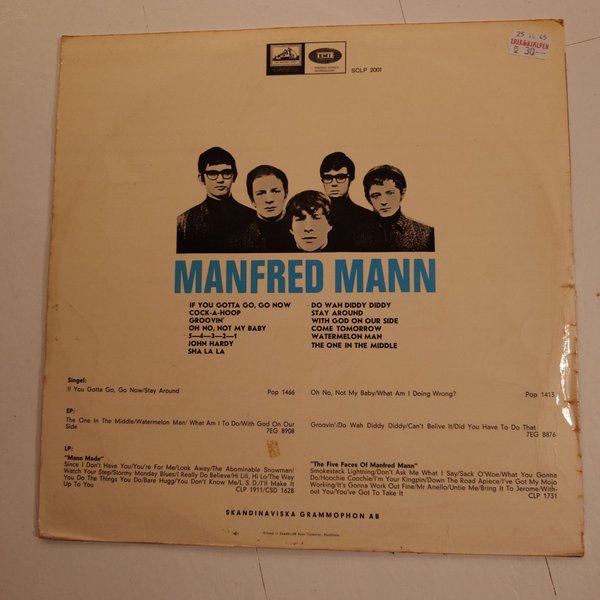 EMI
SCLP 2001
30:-
MANFRED MANN
IF YOU GOTTA GO, GO NOW
COCK-A-HOOP
GROOVIN'
OH NO, NOT MY BABY
5—4—3—2—1
JOHN HARDY
SHA LA LA
DO WAH DIDDY DIDDY
STAY AROUND
WITH GOD ON OUR SIDE
COME TOMORROW
WATERMELON MAN
THE ONE IN THE MIDDLE
Singel:
If You Gotta Go, Go Now/Stay Around Pop 1466
Oh No, Not My Baby/What Am I Doing Wrong? Pop 1413
EP:
The One In The Middle/Watermelon Man/ What Am I To Do/With God On Our
Side 7EG 8908
Groovin'/Do Wah Diddy Diddy/Can't Belive It/Did You Have To Do That
7EG 8876
LP:
"Mann Made"
Since I Don't Have You/You're For Me/Look Away/The Abominable Snowman/
Watch Your Step/Stormy Monday Blues/I Really Do Believe/Hi Lili, Hi Lo/The Way
You Do The Things You Do/Bare Hugg/You Don't Know Me/L.S.D./I'll Make It
Up To You CLP 1911/CSD 1628
"The Five Faces Of Manfred Mann"
Smokestack Lightning/Don't Ask Me What I Say/Sack O'Woe/What You Gonna
Do/Hoochie Coochie/I'm Your Kingpin/Down The Road Apiece/I've Got My Mojo
Working/It's Gonna Work Out Fine/Mr Anello/Untie Me/Bring It To Jerome/With-
out You/You've Got To Take It CLP 1731
SKANDINAVISKA GRAMMOPHON AB